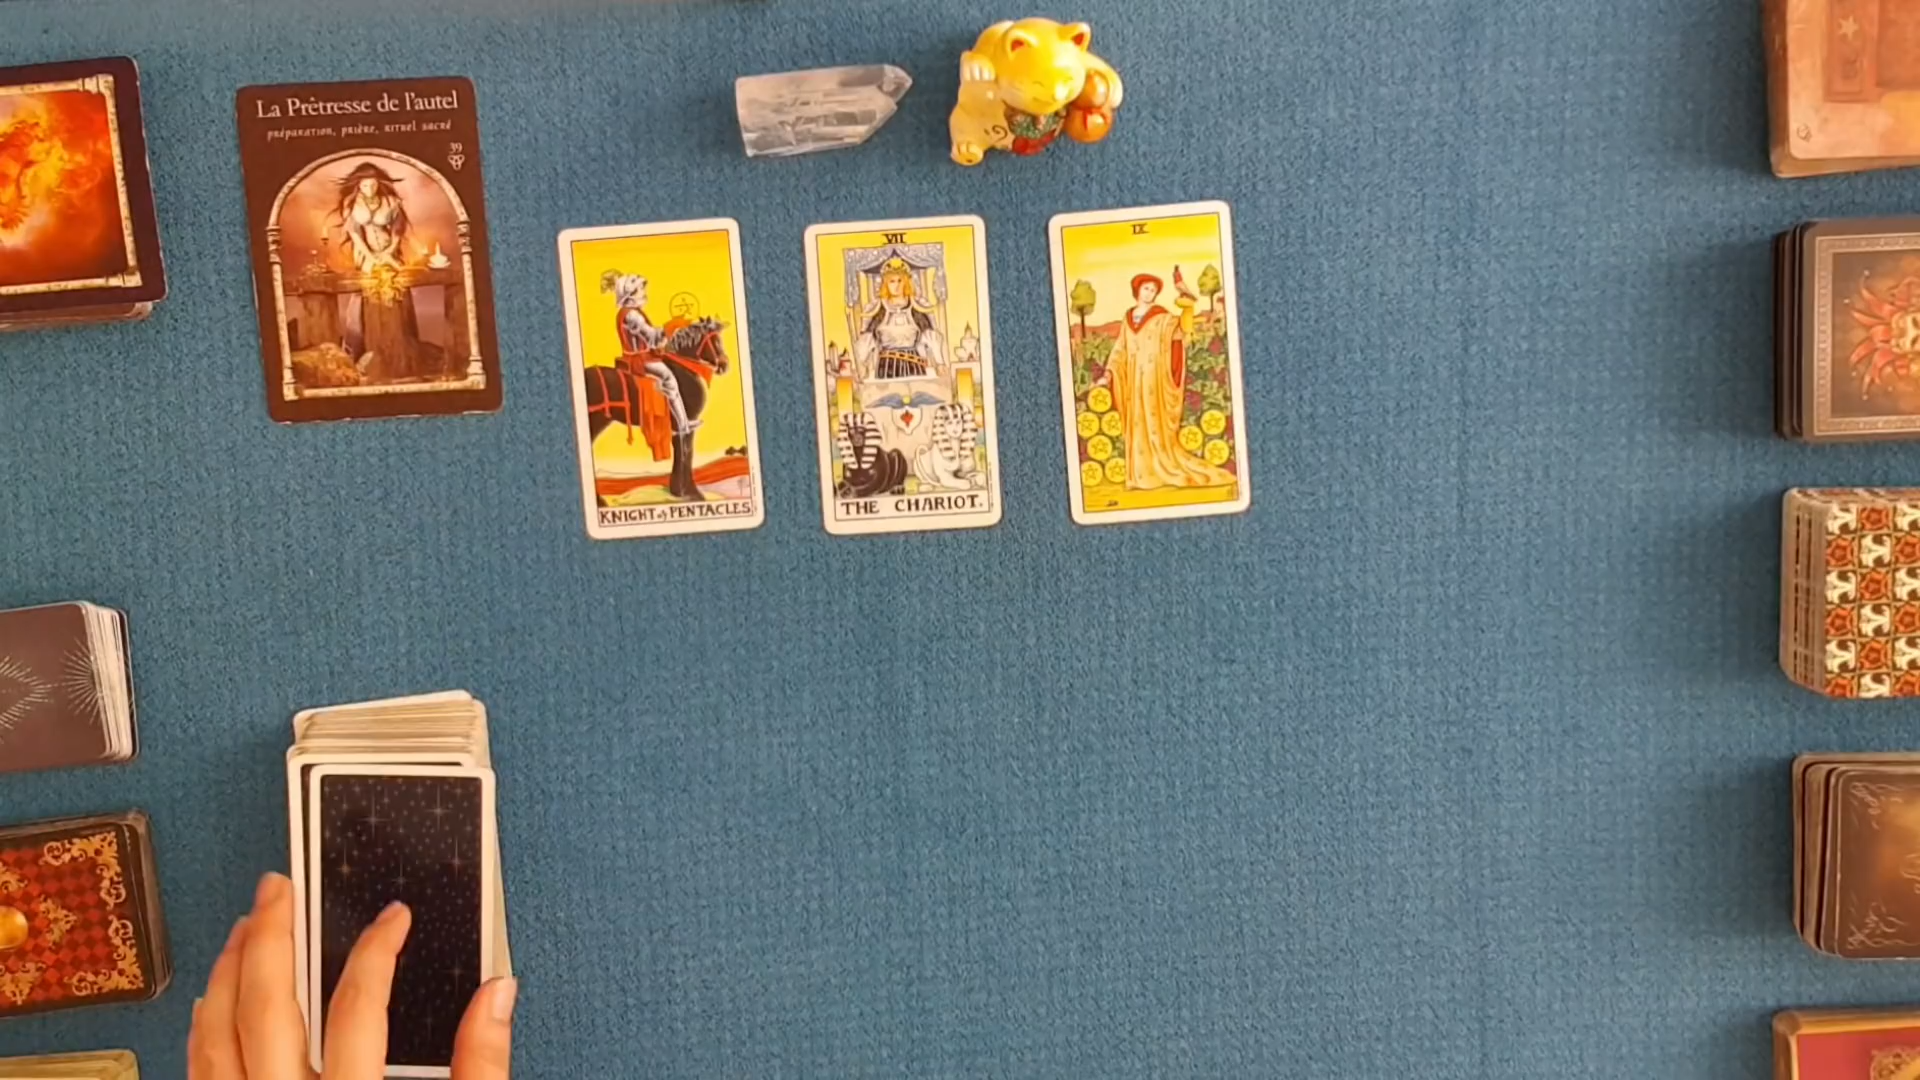 La Prêtresse de l'autel
préparation, prière, rituel sacré
39
KNIGHT of PENTACLES
VII
THE CHARIOT.
IX